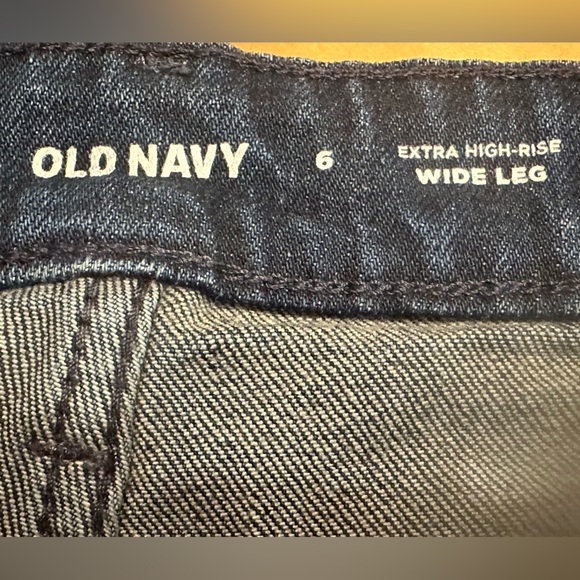 OLD NAVY
6
EXTRA HIGH-RISE
WIDE LEG